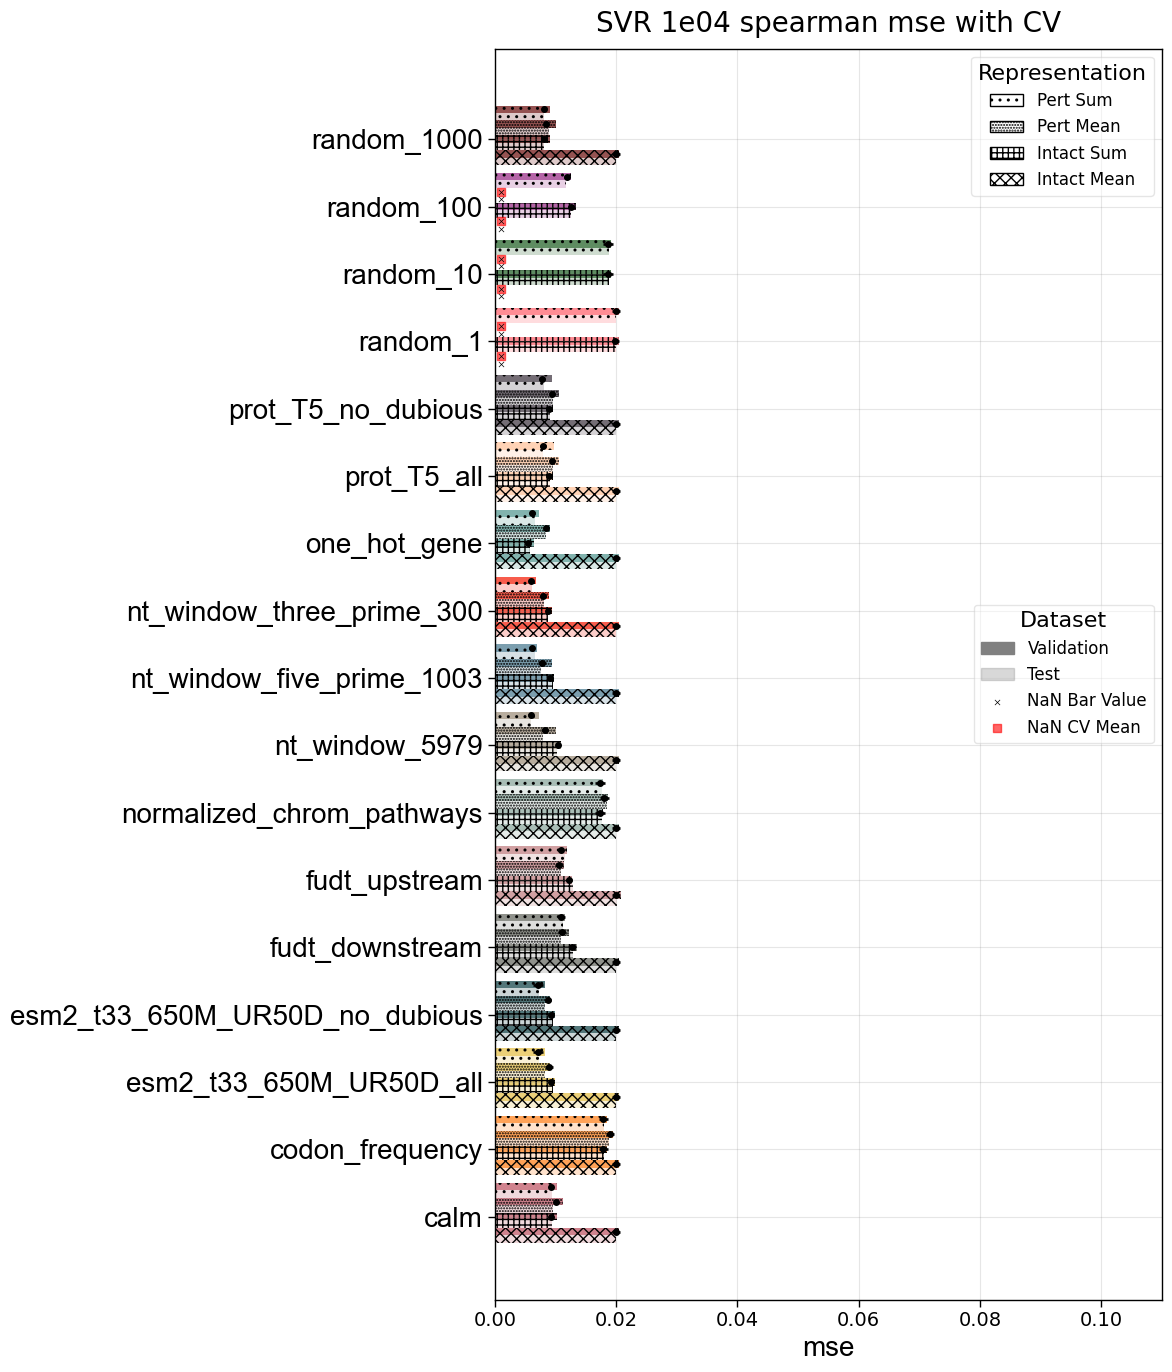 SVR 1e04 spearman mse with CV
Representation
Pert Sum
Pert Mean
Intact Sum
Intact Mean
random_1000
random_100
random_10
random_1
prot_T5_no_dubious
prot_T5_all
one_hot_gene
nt_window_three_prime_300
nt_window_five_prime_1003
nt_window_5979
normalized_chrom_pathways
fudt_upstream
fudt_downstream
esm2_t33_650M_UR50D_no_dubious
esm2_t33_650M_UR50D_all
codon_frequency
calm
Dataset
Validation
Test
NaN Bar Value
NaN CV Mean
0.00 0.02 0.04 0.06 0.08 0.10
mse